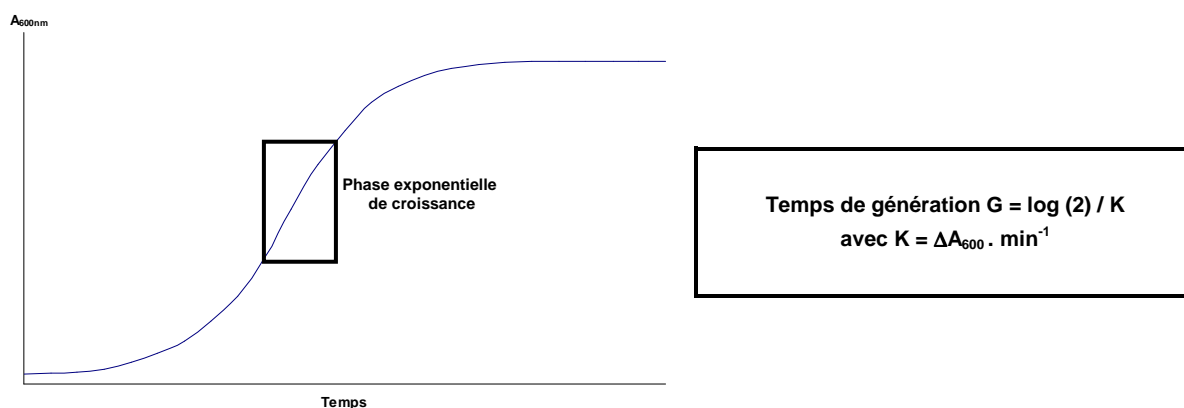 A600nm
Phase exponentielle
de croissance
Temps de génération G = log (2) / K
avec K = ΔA600 . min-1
Temps